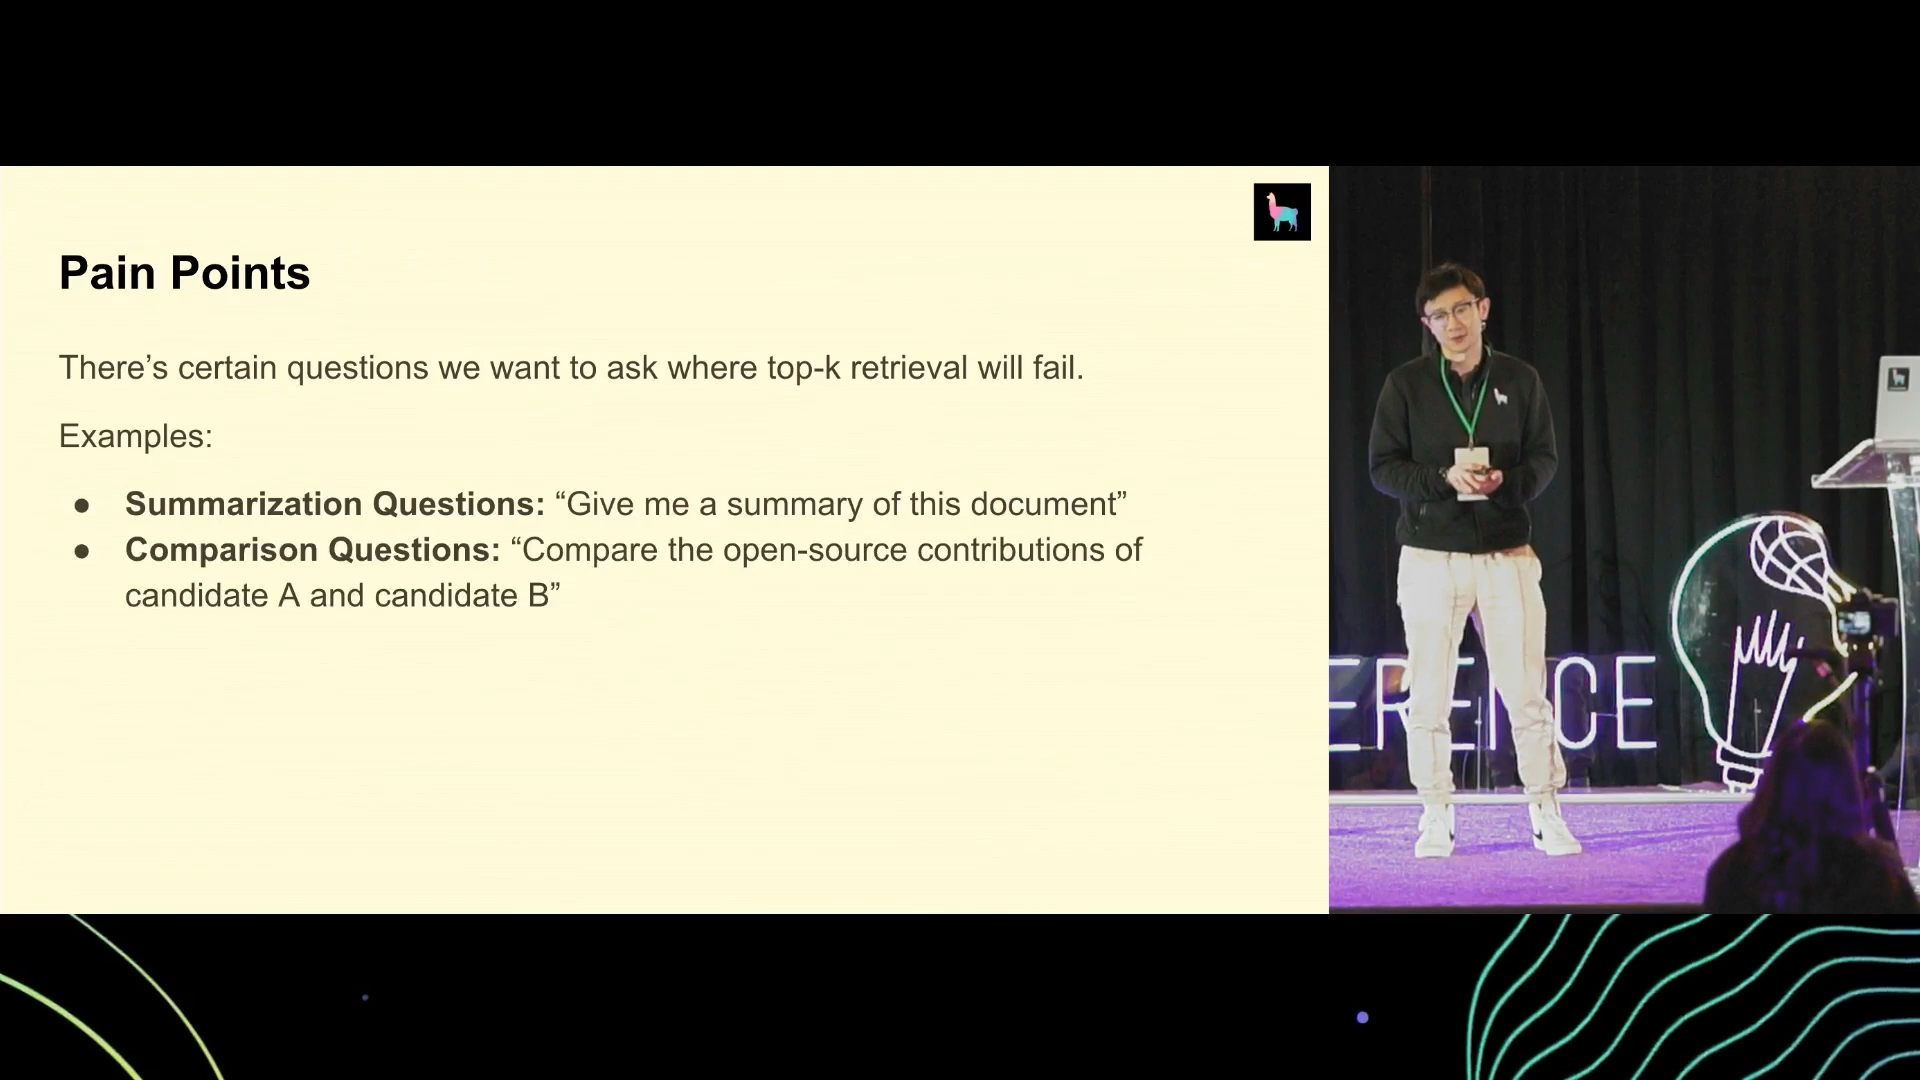 Pain Points
There’s certain questions we want to ask where top-k retrieval will fail.
Examples:
● Summarization Questions: “Give me a summary of this document”
● Comparison Questions: “Compare the open-source contributions of
candidate A and candidate B”
ERENCE